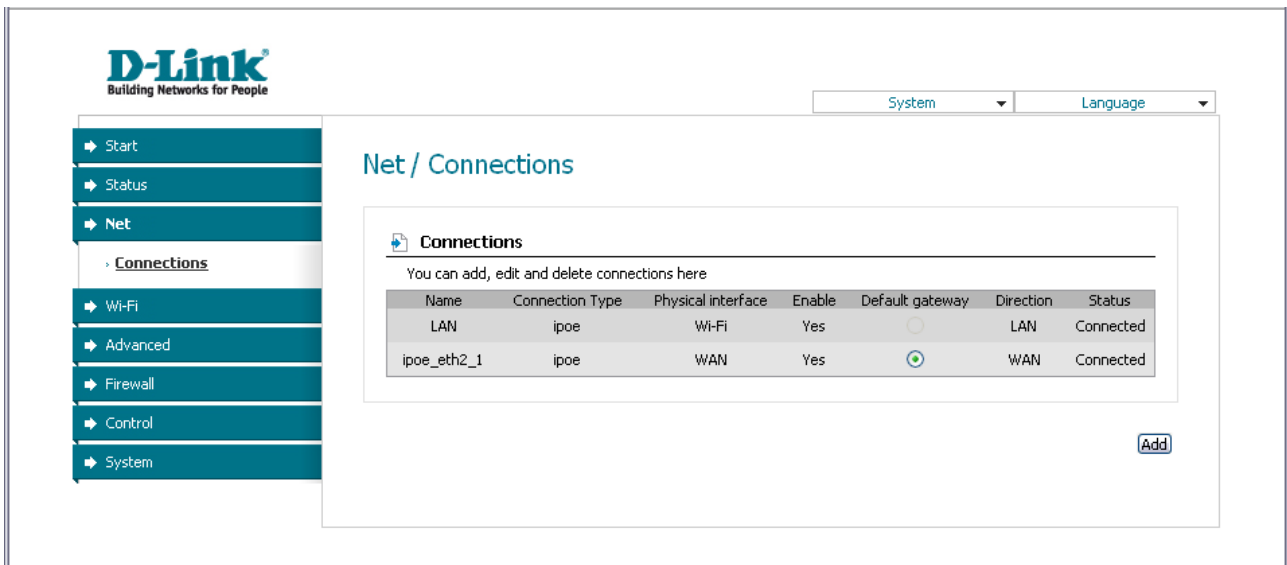 D-Link
Building Networks for People
System Language
Start
Status
Net
Connections
Wi-Fi
Advanced
Firewall
Control
System
Net / Connections
Connections
You can add, edit and delete connections here
Name Connection Type Physical interface Enable Default gateway Direction Status
LAN ipoe Wi-Fi Yes LAN Connected
ipoe_eth2_1 ipoe WAN Yes WAN Connected
Add